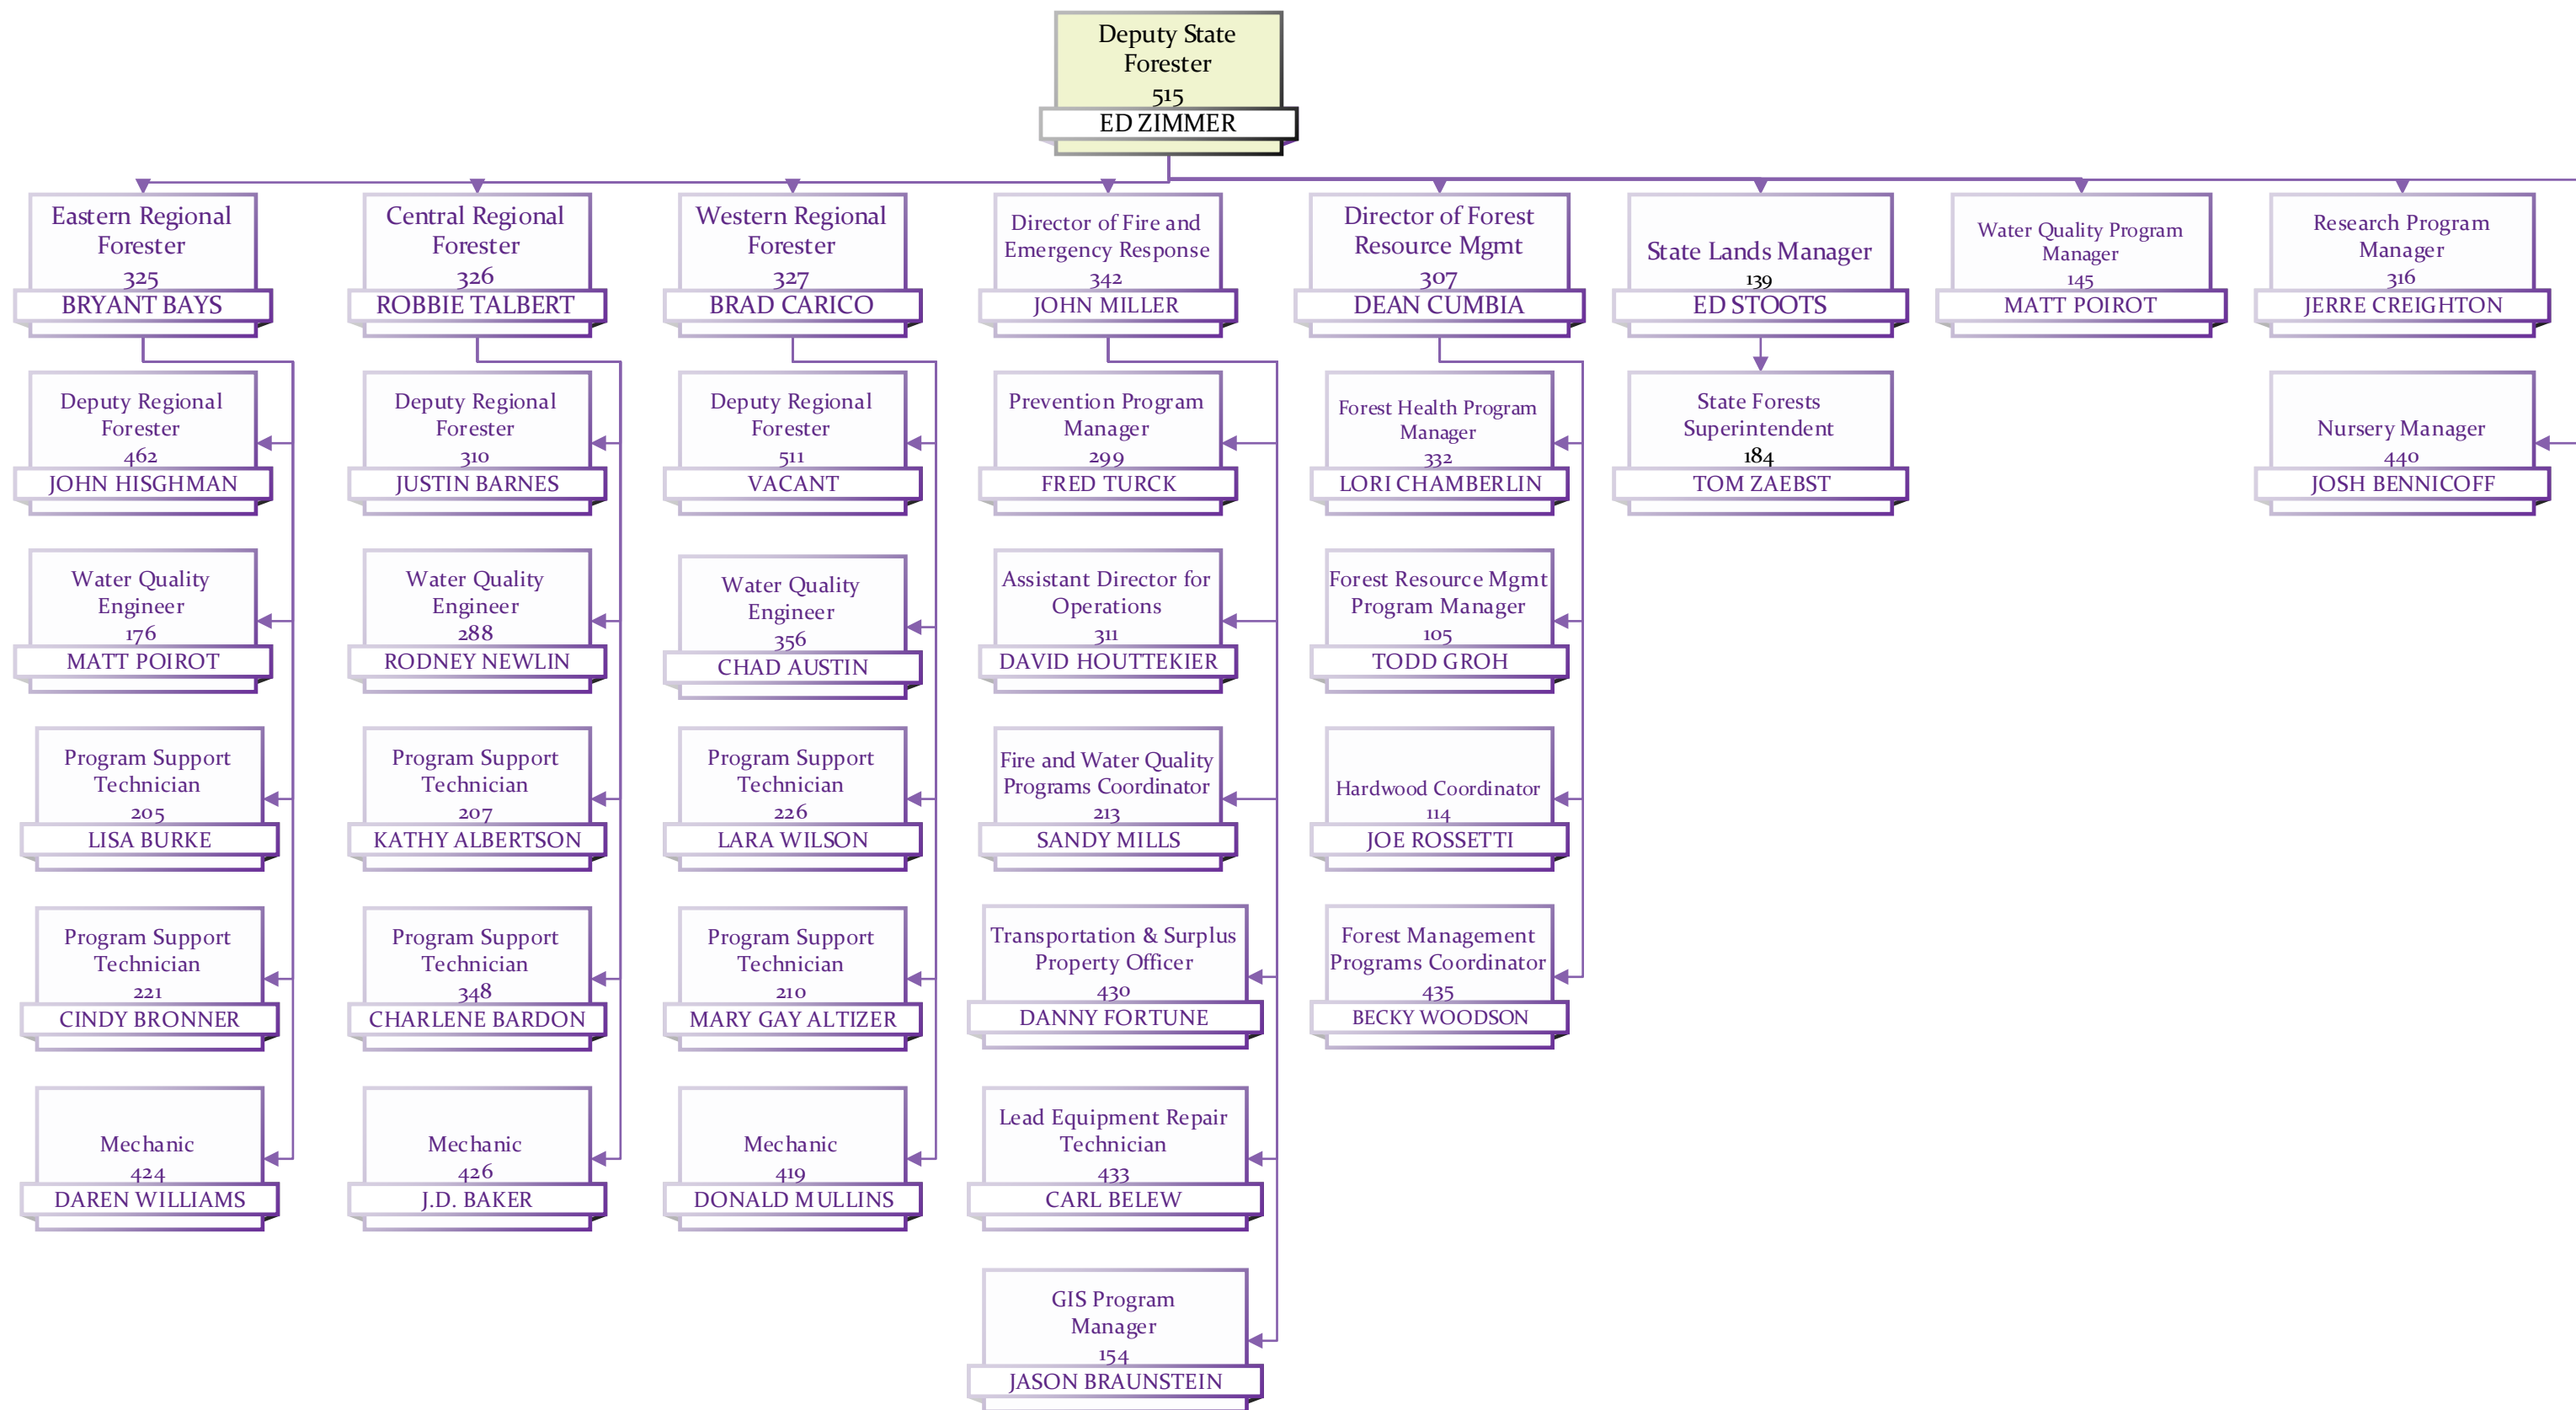 Deputy State
Forester
515
ED ZIMMER
Eastern Regional
Forester
325
BRYANT BAYS
Central Regional
Forester
326
ROBBIE TALBERT
Western Regional
Forester
327
BRAD CARICO
Director of Fire and
Emergency Response
342
JOHN MILLER
Director of Forest
Resource Mgmt
307
DEAN CUMBIA
State Lands Manager
139
ED STOOTS
Water Quality Program
Manager
145
MATT POIROT
Research Program
Manager
316
JERRE CREIGHTON
Deputy Regional
Forester
462
JOHN HISGHMAN
Deputy Regional
Forester
310
JUSTIN BARNES
Deputy Regional
Forester
511
VACANT
Prevention Program
Manager
299
FRED TURCK
Forest Health Program
Manager
332
LORI CHAMBERLIN
State Forests
Superintendent
184
TOM ZAEBST
Nursery Manager
440
JOSH BENNICOFF
Water Quality
Engineer
176
MATT POIROT
Water Quality
Engineer
288
RODNEY NEWLIN
Water Quality
Engineer
356
CHAD AUSTIN
Assistant Director for
Operations
311
DAVID HOUTTEKIER
Forest Resource Mgmt
Program Manager
105
TODD GROH
Program Support
Technician
205
LISA BURKE
Program Support
Technician
207
KATHY ALBERTSON
Program Support
Technician
226
LARA WILSON
Fire and Water Quality
Programs Coordinator
213
SANDY MILLS
Hardwood Coordinator
114
JOE ROSSETTI
Program Support
Technician
221
CINDY BRONNER
Program Support
Technician
348
CHARLENE BARDON
Program Support
Technician
210
MARY GAY ALTIZER
Transportation & Surplus
Property Officer
430
DANNY FORTUNE
Forest Management
Programs Coordinator
435
BECKY WOODSON
Mechanic
424
DAREN WILLIAMS
Mechanic
426
J.D. BAKER
Mechanic
419
DONALD MULLINS
Lead Equipment Repair
Technician
433
CARL BELEW
GIS Program
Manager
154
JASON BRAUNSTEIN